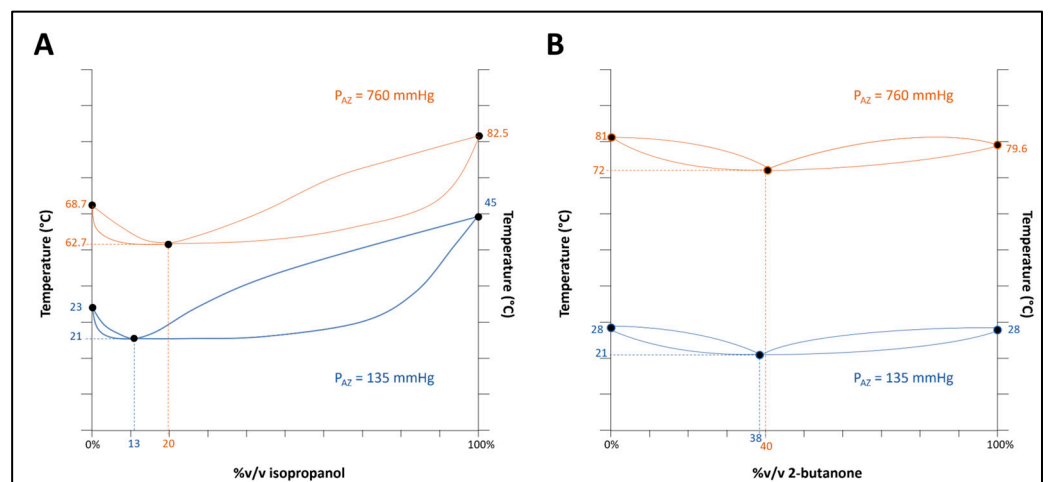 A
P_AZ = 760 mmHg
82.5
68.7
62.7
45
23
21
P_AZ = 135 mmHg
Temperature (°C)
Temperature (°C)
0%
13
20
100%
%v/v isopropanol
B
P_AZ = 760 mmHg
81
79.6
72
28
28
21
P_AZ = 135 mmHg
Temperature (°C)
0%
38
40
100%
%v/v 2-butanone